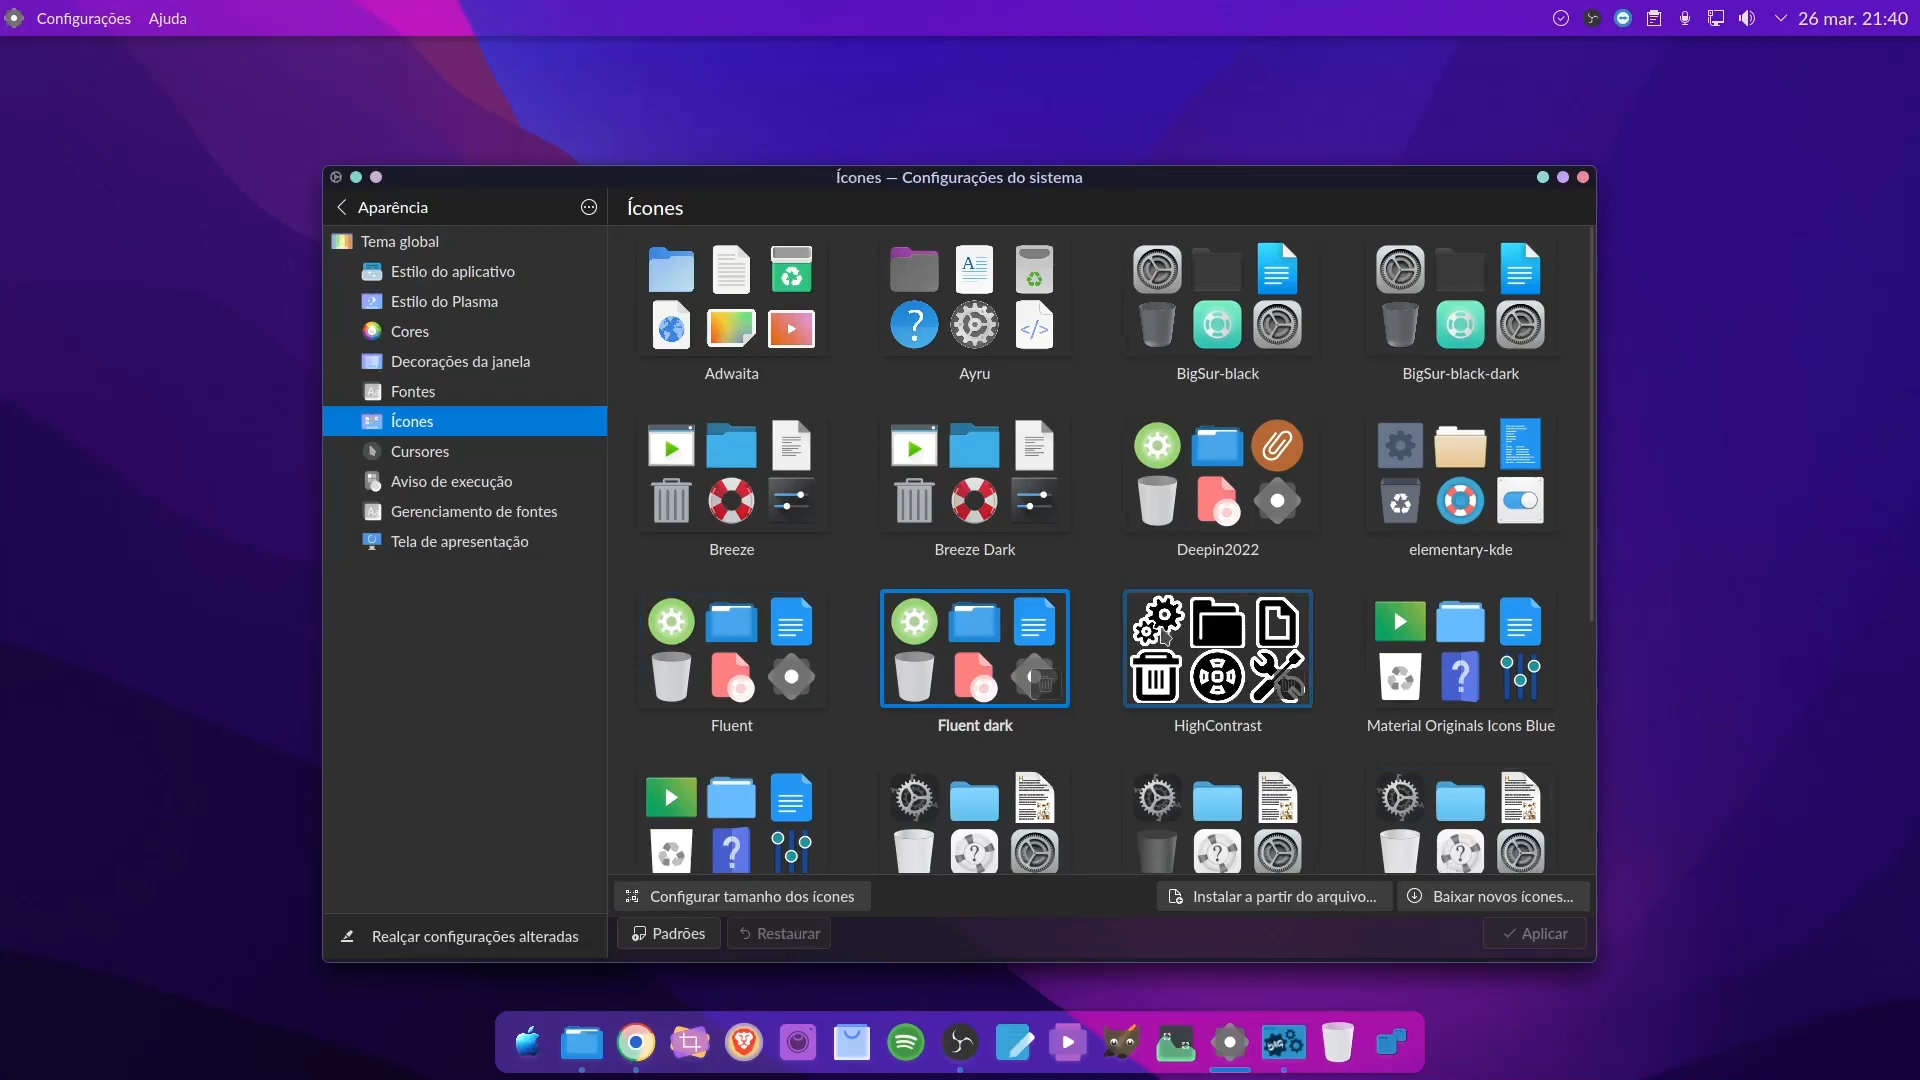 Configurações Ajuda
26 mar. 21:40
Ícones — Configurações do sistema
Aparência
Ícones
Tema global
Estilo do aplicativo
Estilo do Plasma
Cores
Decorações da janela
Fontes
Ícones
Cursores
Aviso de execução
Gerenciamento de fontes
Tela de apresentação
Adwaita
Ayru
BigSur-black
BigSur-black-dark
Breeze
Breeze Dark
Deepin2022
elementary-kde
Fluent
Fluent dark
HighContrast
Material Originals Icons Blue
Configurar tamanho dos ícones
Instalar a partir do arquivo...
Baixar novos ícones...
Realçar configurações alteradas
Padrões
Restaurar
Aplicar